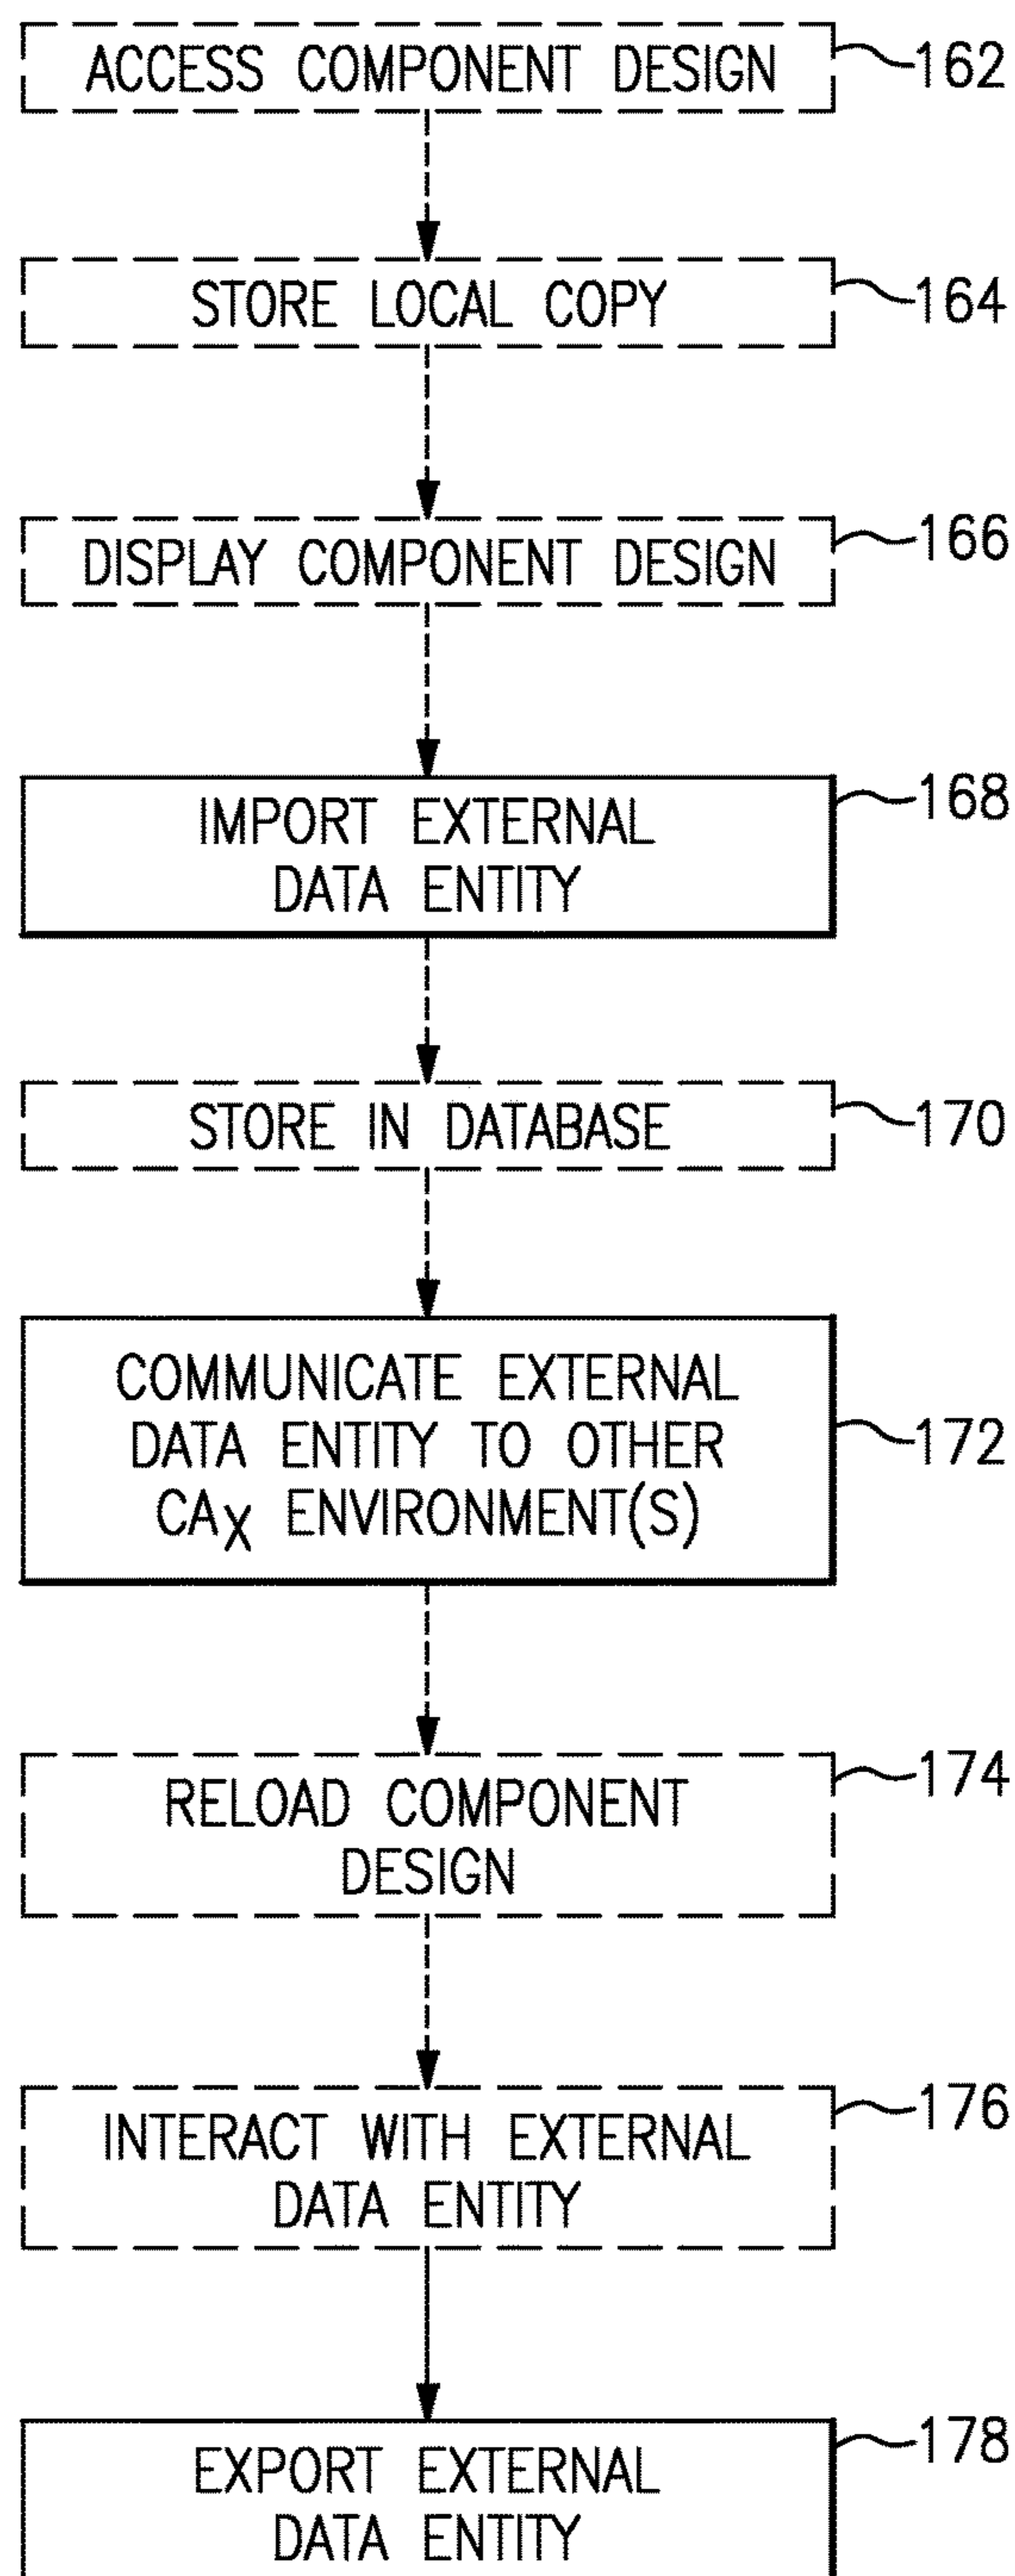 ACCESS COMPONENT DESIGN 162
STORE LOCAL COPY 164
DISPLAY COMPONENT DESIGN 166
IMPORT EXTERNAL 168
DATA ENTITY
STORE IN DATABASE 170
COMMUNICATE EXTERNAL
DATA ENTITY TO OTHER 172
CAX ENVIRONMENT(S)
RELOAD COMPONENT 174
DESIGN
INTERACT WITH EXTERNAL 176
DATA ENTITY
EXPORT EXTERNAL 178
DATA ENTITY